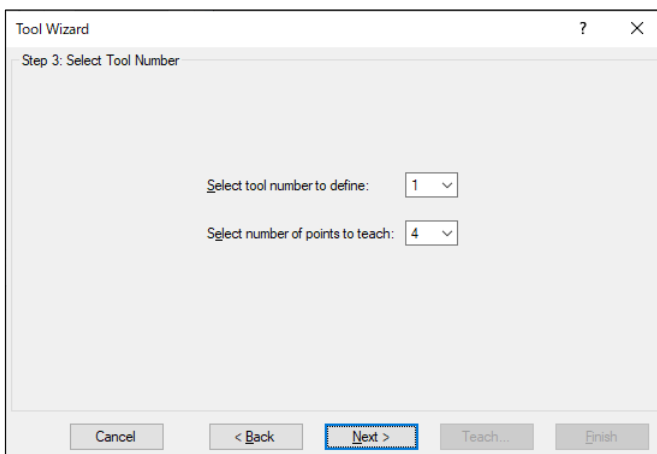 Tool Wizard ?
Step 3: Select Tool Number
Select tool number to define: 1
Select number of points to teach: 4
Cancel < Back Next > Teach... Finish